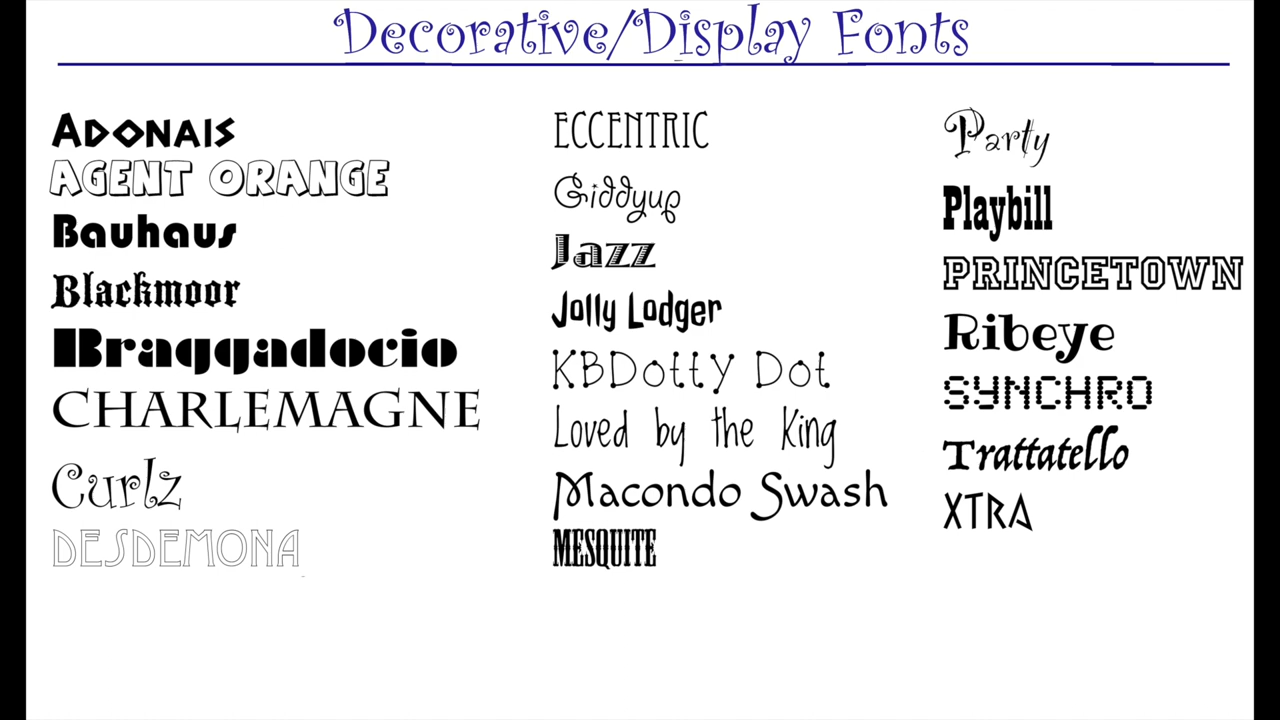 Decorative/Display Fonts
ADONAIS
AGENT ORANGE
Bauhaus
Blackmoor
Braggadocio
CHARLEMAGNE
Curlz
DESDEMONA
ECCENTRIC
Giddyup
Jazz
Jolly Lodger
KBDottY Dot
Loved by the King
Macondo Swash
MESQUITE
Party
Playbill
PRINCETOWN
Ribeye
SYNCHRO
Trattatello
XTRA